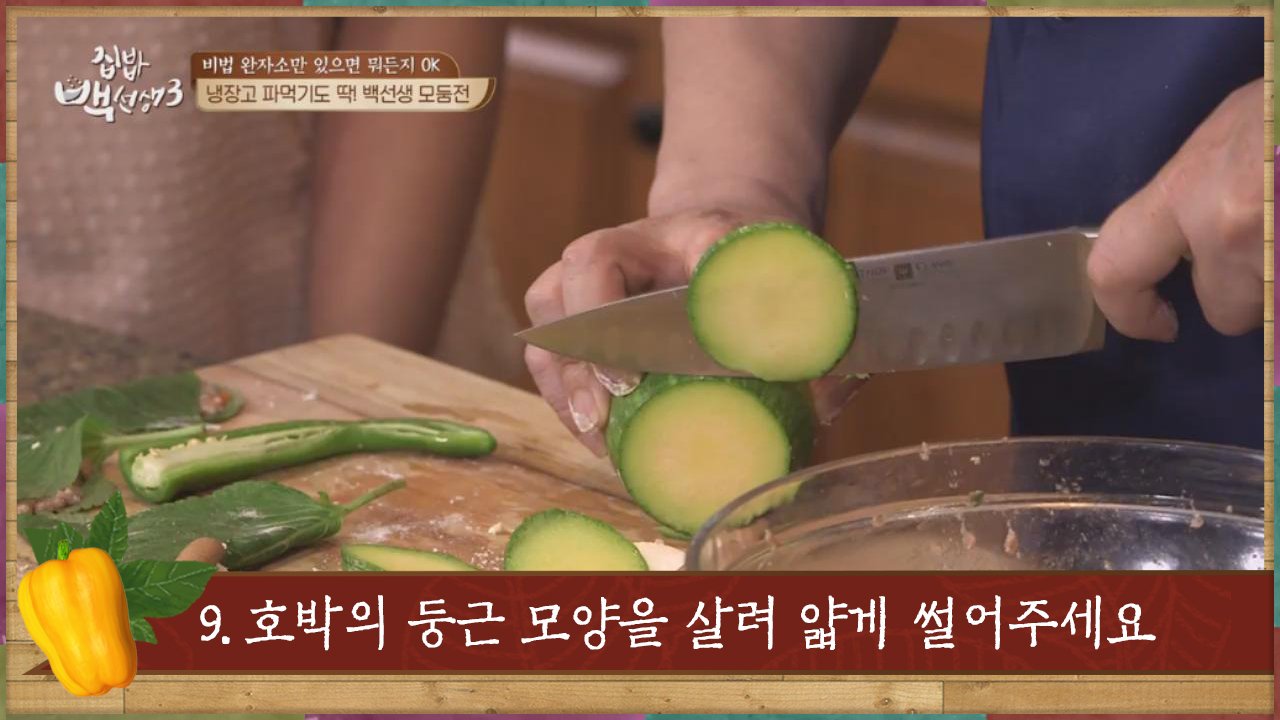 집밥
백선생3
비법 완자소만 있으면 뭐든지 OK
냉장고 파먹기도 딱! 백선생 모둠전
9. 호박의 둥근 모양을 살려 얇게 썰어주세요